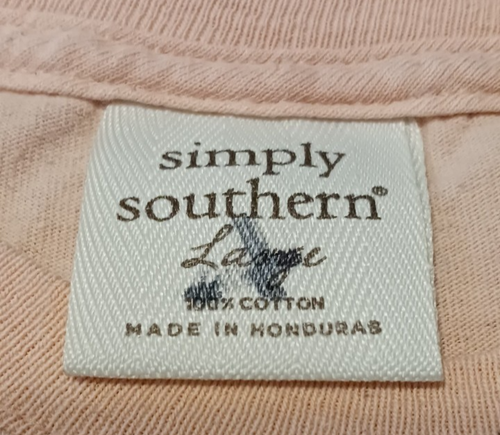 simply
southern®
Large
100% COTTON
MADE IN HONDURAS